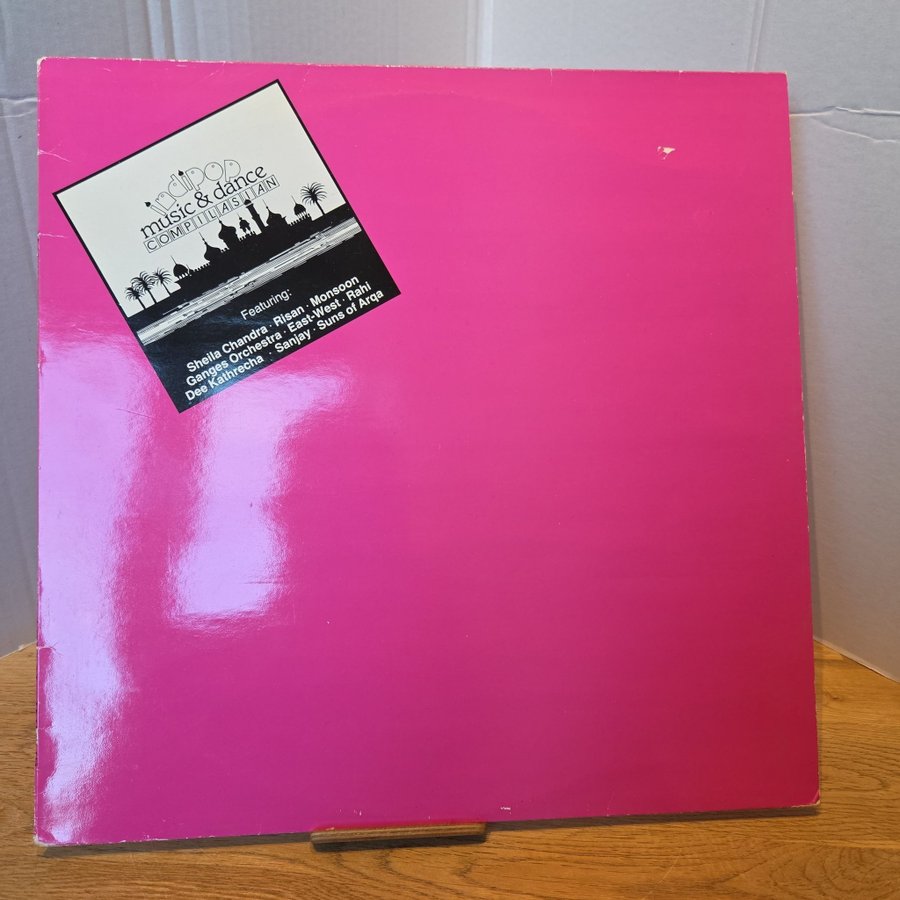 indipop
music & dance
COMPILASIAN
Featuring:
Sheila Chandra · Risan · Monsoon
Ganges Orchestra · East-West · Rahi
Dee Kathrecha · Sanjay · Suns of Arqa